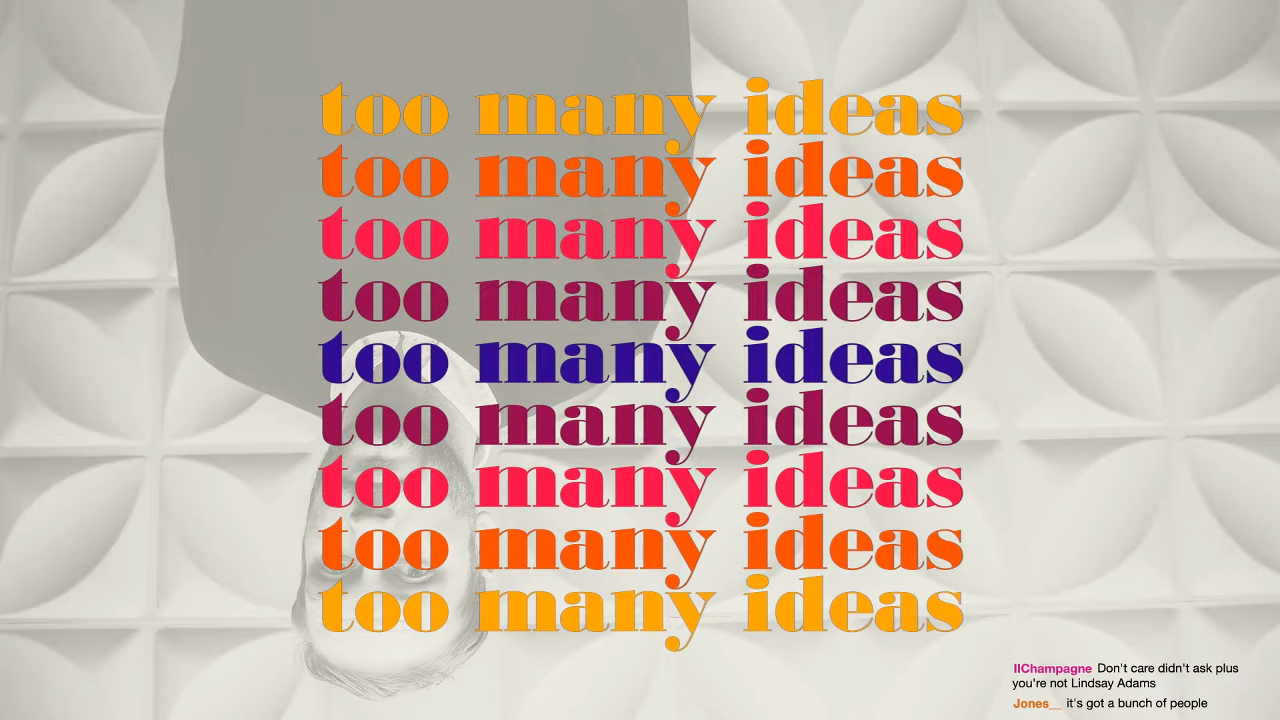 too many ideas
too many ideas
too many ideas
too many ideas
too many ideas
too many ideas
too many ideas
too many ideas
too many ideas
IIChampagne Don't care didn't ask plus
you're not Lindsay Adams
Jones__ it's got a bunch of people